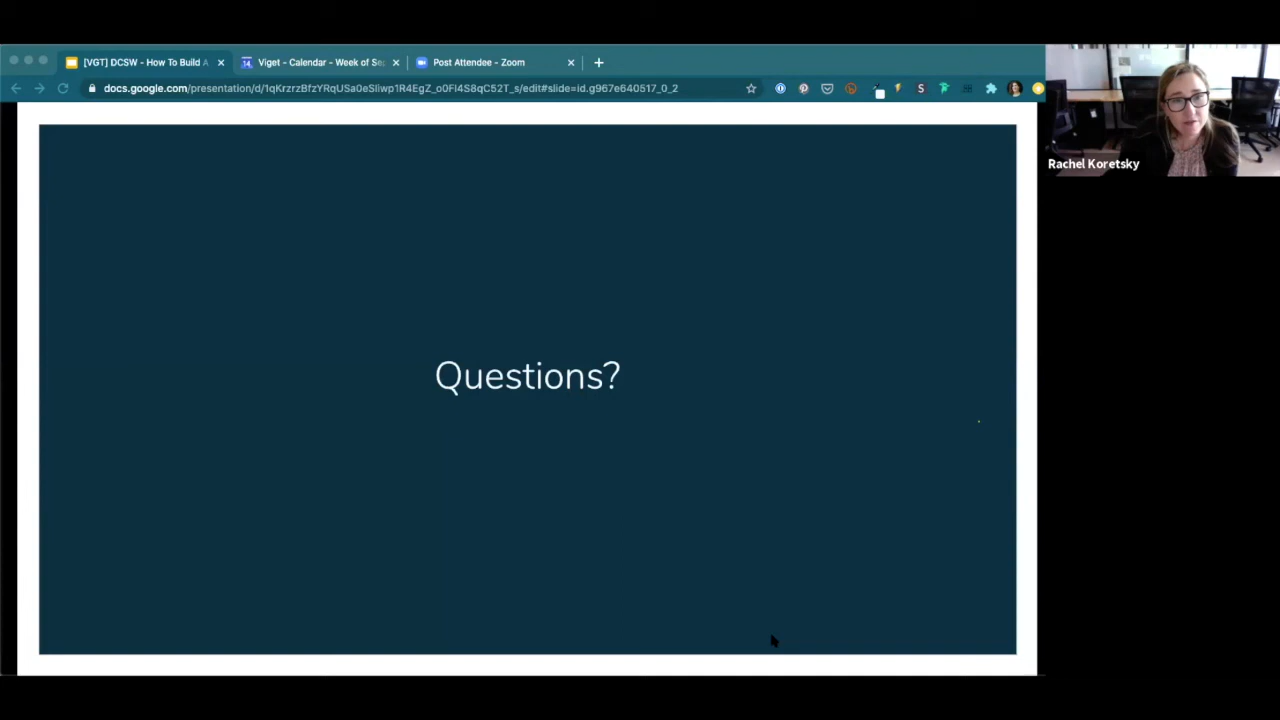 [VGT] DCSW - How To Build A
Viget - Calendar - Week of Se
Post Attendee - Zoom
docs.google.com/presentation/d/1qKrzrzBfzYRqUSa0eSliwp1R4EgZ_o0Fl4S8qC52T_s/edit#slide=id.g967e640517_0_2
Rachel Koretsky
Questions?